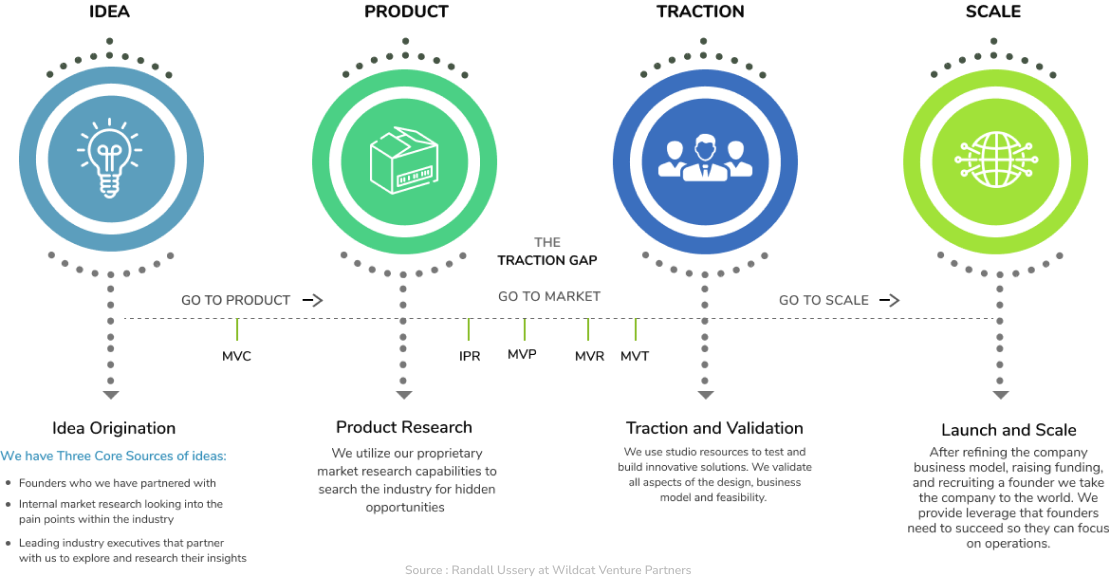 IDEA
PRODUCT
TRACTION
SCALE
THE
TRACTION GAP
GO TO PRODUCT
GO TO MARKET
GO TO SCALE
MVC
IPR
MVP
MVR
MVT
Idea Origination
We have Three Core Sources of ideas:
Founders who we have partnered with
Internal market research looking into the
pain points within the industry
Leading industry executives that partner
with us to explore and research their insights
Product Research
We utilize our proprietary
market research capabilities to
search the industry for hidden
opportunities
Traction and Validation
We use studio resources to test and
build innovative solutions. We validate
all aspects of the design, business
model and feasibility.
Launch and Scale
After refining the company
business model, raising funding,
and recruiting a founder we take
the company to the world. We
provide leverage that founders
need to succeed so they can focus
on operations.
Source : Randall Ussery at Wildcat Venture Partners